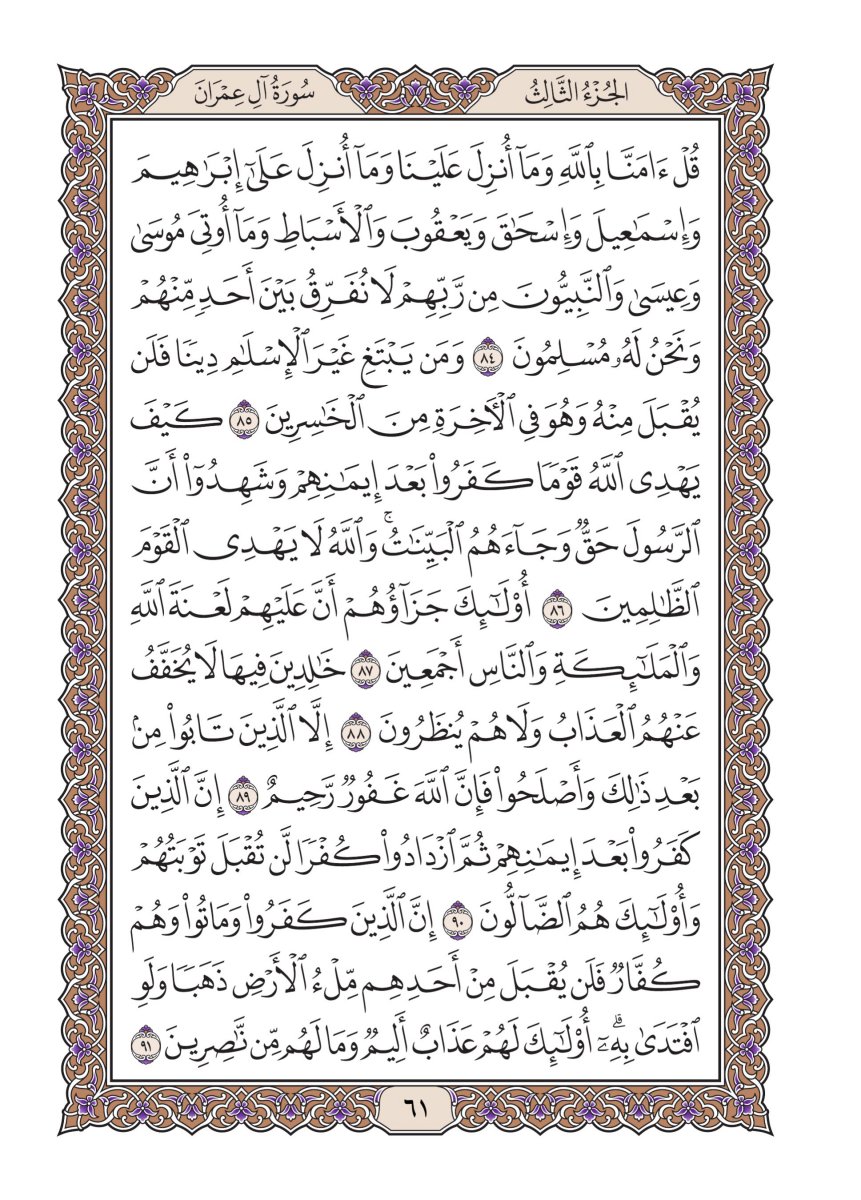 الجُزْءُ الثَّالِثُ
سُورَةُ آلِ عِمْرَانَ
قُلْ ءَامَنَّا بِٱللَّهِ وَمَآ أُنزِلَ عَلَيْنَا وَمَآ أُنزِلَ عَلَىٰٓ إِبْرَٰهِيمَ
وَإِسْمَٰعِيلَ وَإِسْحَٰقَ وَيَعْقُوبَ وَٱلْأَسْبَاطِ وَمَآ أُوتِىَ مُوسَىٰ
وَعِيسَىٰ وَٱلنَّبِيُّونَ مِن رَّبِّهِمْ لَا نُفَرِّقُ بَيْنَ أَحَدٍ مِّنْهُمْ
وَنَحْنُ لَهُۥ مُسْلِمُونَ ٨٤ وَمَن يَبْتَغِ غَيْرَ ٱلْإِسْلَٰمِ دِينًا فَلَن
يُقْبَلَ مِنْهُ وَهُوَ فِى ٱلْءَاخِرَةِ مِنَ ٱلْخَٰسِرِينَ ٨٥ كَيْفَ
يَهْدِى ٱللَّهُ قَوْمًا كَفَرُوا۟ بَعْدَ إِيمَٰنِهِمْ وَشَهِدُوٓا۟ أَنَّ
ٱلرَّسُولَ حَقٌّ وَجَآءَهُمُ ٱلْبَيِّنَٰتُ ۚ وَٱللَّهُ لَا يَهْدِى ٱلْقَوْمَ
ٱلظَّٰلِمِينَ ٨٦ أُو۟لَٰٓئِكَ جَزَآؤُهُمْ أَنَّ عَلَيْهِمْ لَعْنَةَ ٱللَّهِ
وَٱلْمَلَٰٓئِكَةِ وَٱلنَّاسِ أَجْمَعِينَ ٨٧ خَٰلِدِينَ فِيهَا لَا يُخَفَّفُ
عَنْهُمُ ٱلْعَذَابُ وَلَا هُمْ يُنظَرُونَ ٨٨ إِلَّا ٱلَّذِينَ تَابُوا۟ مِنۢ
بَعْدِ ذَٰلِكَ وَأَصْلَحُوا۟ فَإِنَّ ٱللَّهَ غَفُورٌ رَّحِيمٌ ٨٩ إِنَّ ٱلَّذِينَ
كَفَرُوا۟ بَعْدَ إِيمَٰنِهِمْ ثُمَّ ٱزْدَادُوا۟ كُفْرًا لَّن تُقْبَلَ تَوْبَتُهُمْ
وَأُو۟لَٰٓئِكَ هُمُ ٱلضَّآلُّونَ ٩٠ إِنَّ ٱلَّذِينَ كَفَرُوا۟ وَمَاتُوا۟ وَهُمْ
كُفَّارٌ فَلَن يُقْبَلَ مِنْ أَحَدِهِم مِّلْءُ ٱلْأَرْضِ ذَهَبًا وَلَوِ
ٱفْتَدَىٰ بِهِۦٓ ۗ أُو۟لَٰٓئِكَ لَهُمْ عَذَابٌ أَلِيمٌ وَمَا لَهُم مِّن نَّٰصِرِينَ ٩١
٦١